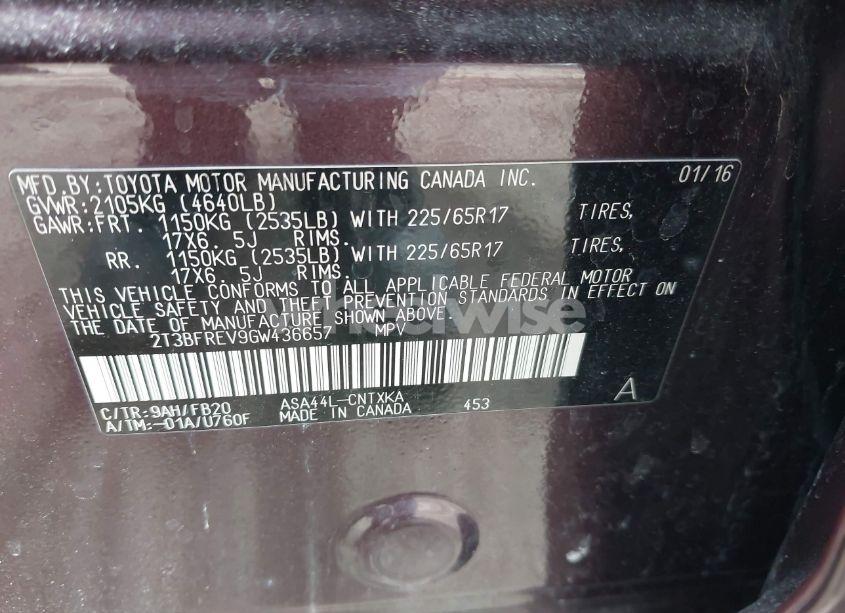 MFD.BY:TOYOTA MOTOR MANUFACTURING CANADA INC. 01/16
GVWR:2105KG (4640LB)
GAWR:FRT. 1150KG (2535LB) WITH 225/65R17 TIRES,
17X6. 5J RIMS.
RR. 1150KG (2535LB) WITH 225/65R17 TIRES,
17X6. 5J RIMS.
THIS VEHICLE CONFORMS TO ALL APPLICABLE FEDERAL MOTOR
VEHICLE SAFETY AND THEFT PREVENTION STANDARDS IN EFFECT ON
THE DATE OF MANUFACTURE SHOWN ABOVE.
wheelwise
2T3BFREV9GW436657 MPV
C/TR:9AH/FB20 ASA44L-CNTXKA 453 A
A/TM:-01A/U760F MADE IN CANADA